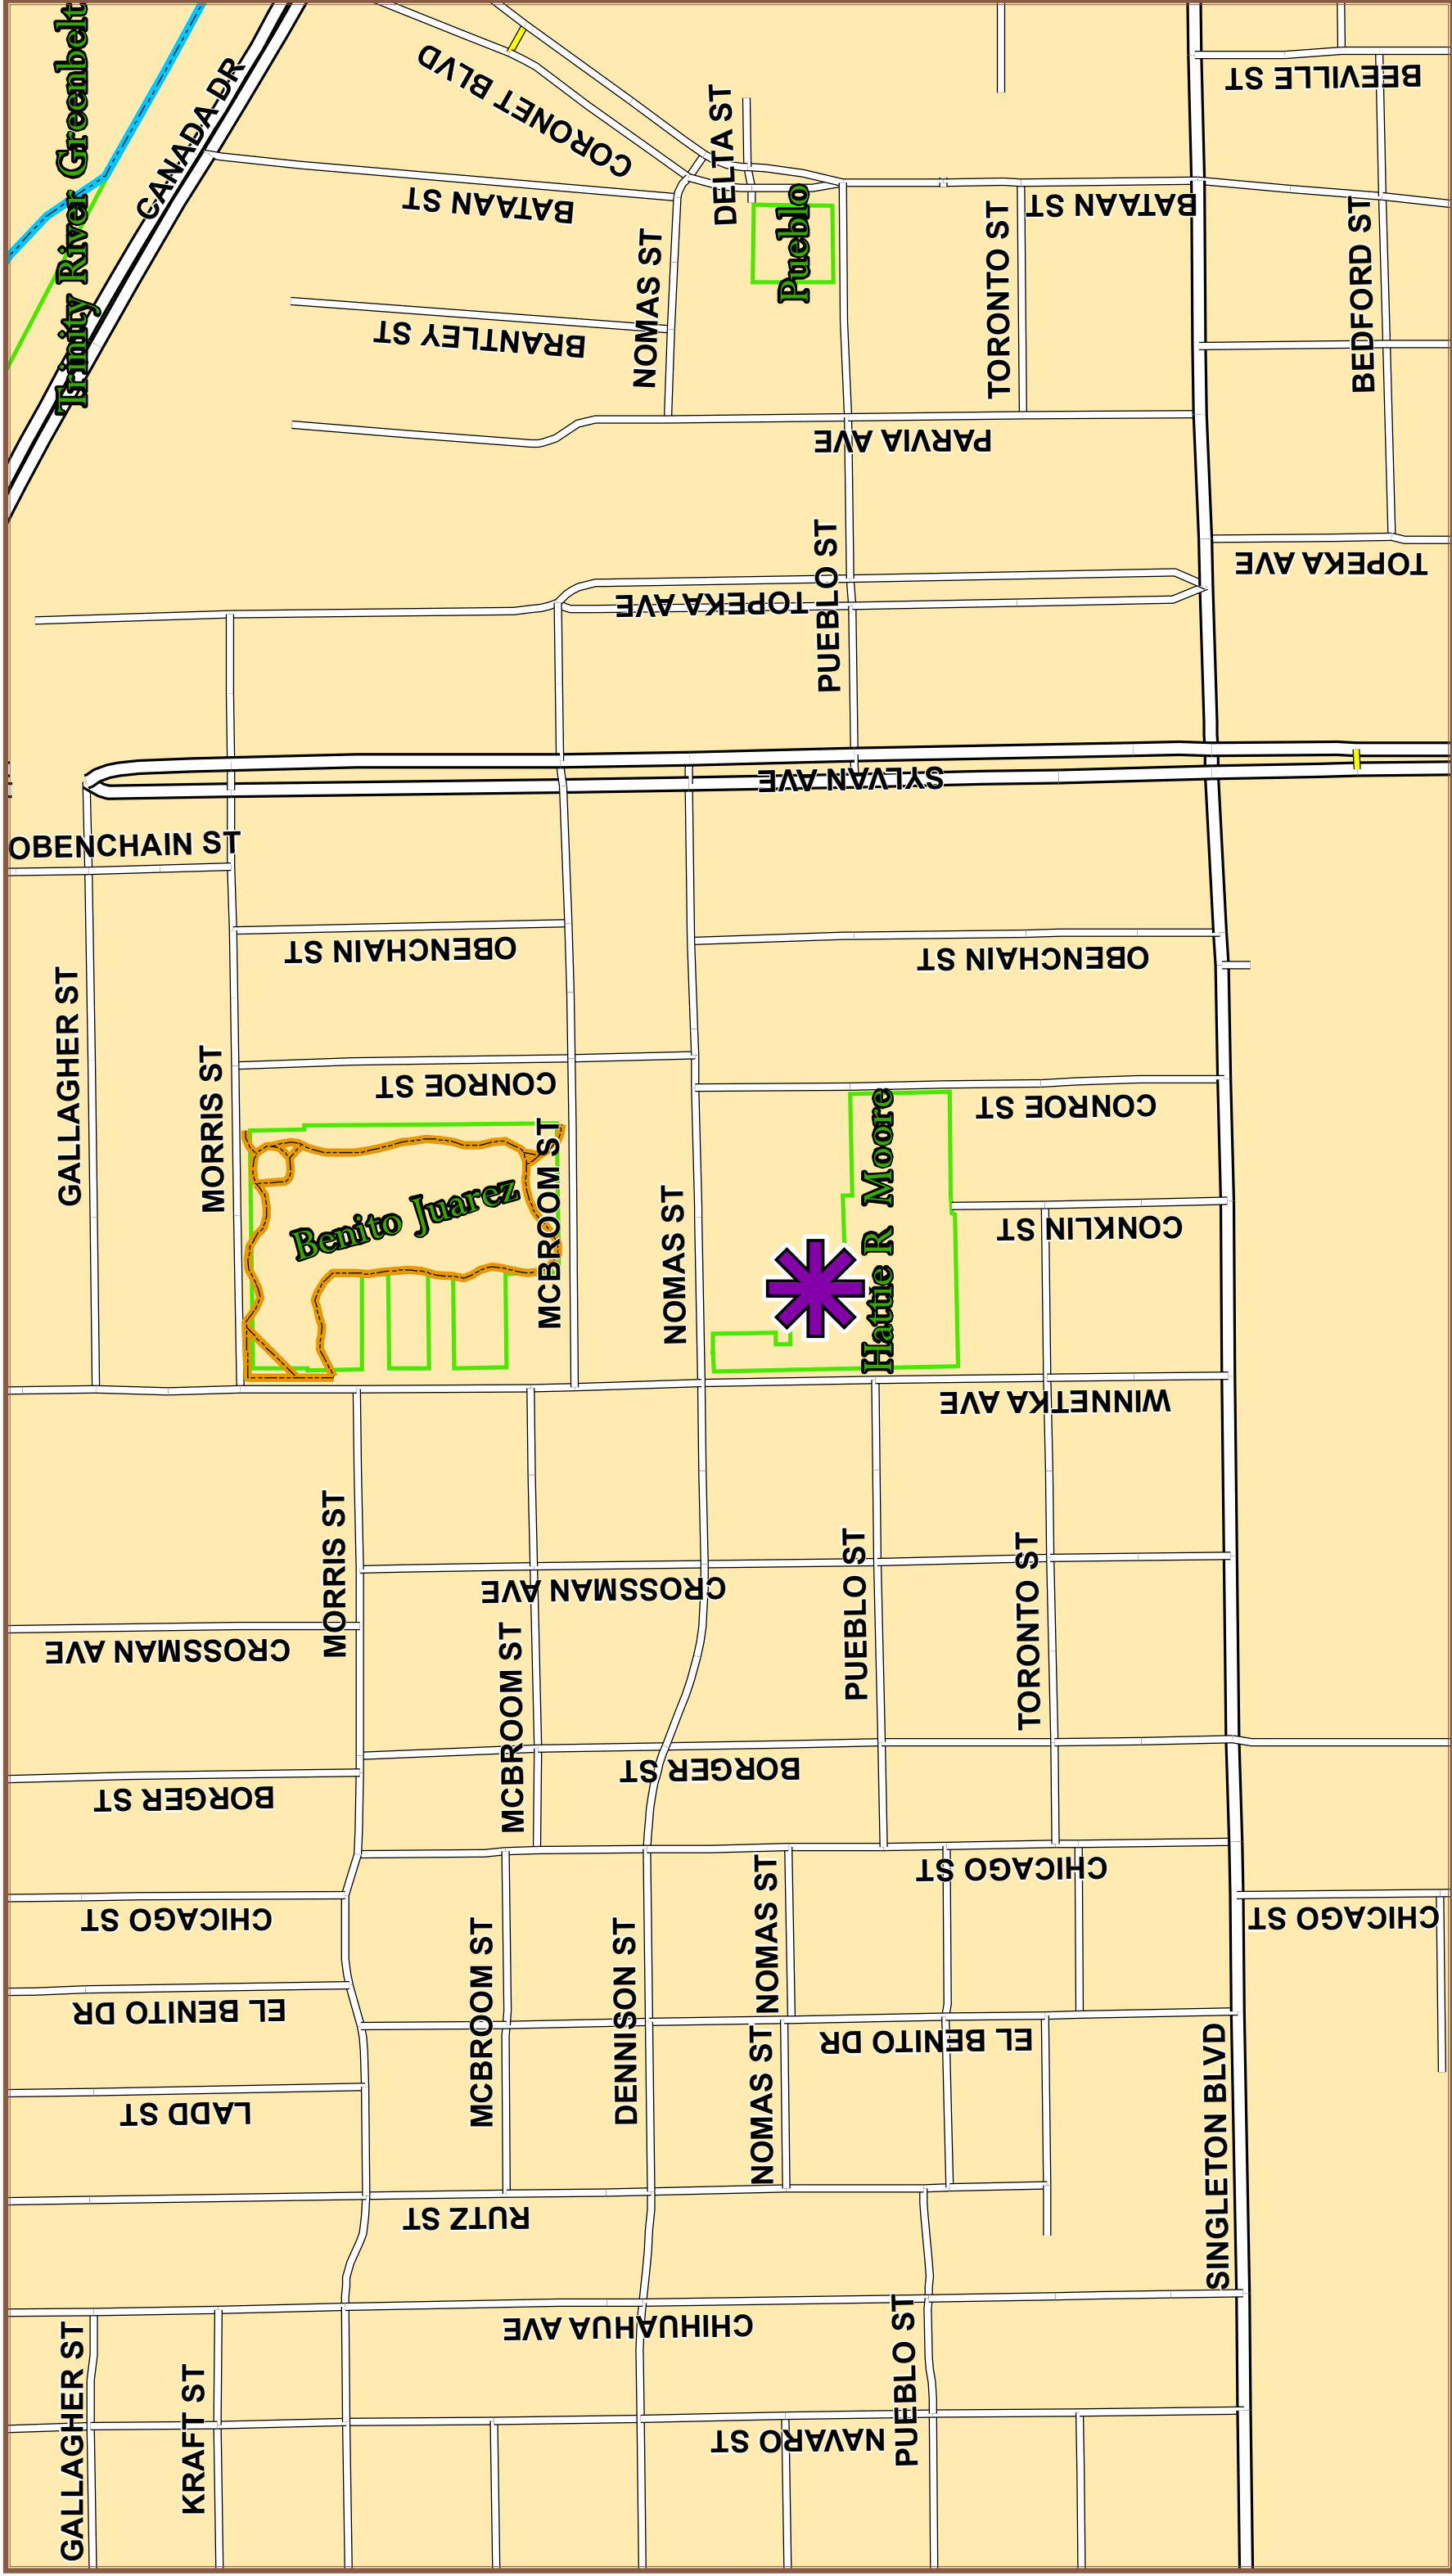 Trinity River Greenbelt
CANADA DR
CORONET BLVD
DELTA ST
BEEVILLE ST
BATAAN ST
BATAAN ST
Pueblo
NOMAS ST
TORONTO ST
BEDFORD ST
BRANTLEY ST
PARVIA AVE
PUEBLO ST
TOPEKA AVE
TOPEKA AVE
SYLVAN AVE
OBENCHAIN ST
OBENCHAIN ST
OBENCHAIN ST
GALLAGHER ST
MORRIS ST
CONROE ST
CONROE ST
Benito Juarez
MCBROOM ST
NOMAS ST
Hattie R Moore
CONKLIN ST
WINNETKA AVE
MORRIS ST
CROSSMAN AVE
CROSSMAN AVE
PUEBLO ST
TORONTO ST
MCBROOM ST
BORGER ST
BORGER ST
CHICAGO ST
CHICAGO ST
CHICAGO ST
NOMAS ST
MCBROOM ST
DENNISON ST
EL BENITO DR
EL BENITO DR
NOMAS ST
LADD ST
SINGLETON BLVD
RUTZ ST
CHIHUAHUA AVE
GALLAGHER ST
KRAFT ST
PUEBLO ST
NAVARO ST